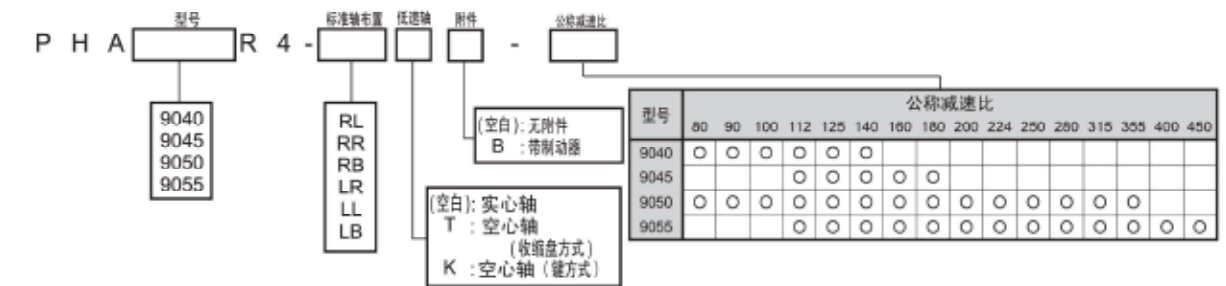 型号 标准轴布置 低速轴 附件 公称减速比
P H A R 4 - -
9040
9045
9050
9055
RL
RR
RB
LR
LL
LB
(空白): 无附件
B : 带制动器
(空白): 实心轴
T : 空心轴
(收缩盘方式)
K : 空心轴 (键方式)
型号 公称减速比
80 90 100 112 125 140 160 180 200 224 250 280 315 355 400 450
9040 ○ ○ ○ ○ ○ ○
9045 ○ ○ ○ ○ ○
9050 ○ ○ ○ ○ ○ ○ ○ ○ ○ ○ ○ ○ ○ ○
9055 ○ ○ ○ ○ ○ ○ ○ ○ ○ ○ ○ ○ ○